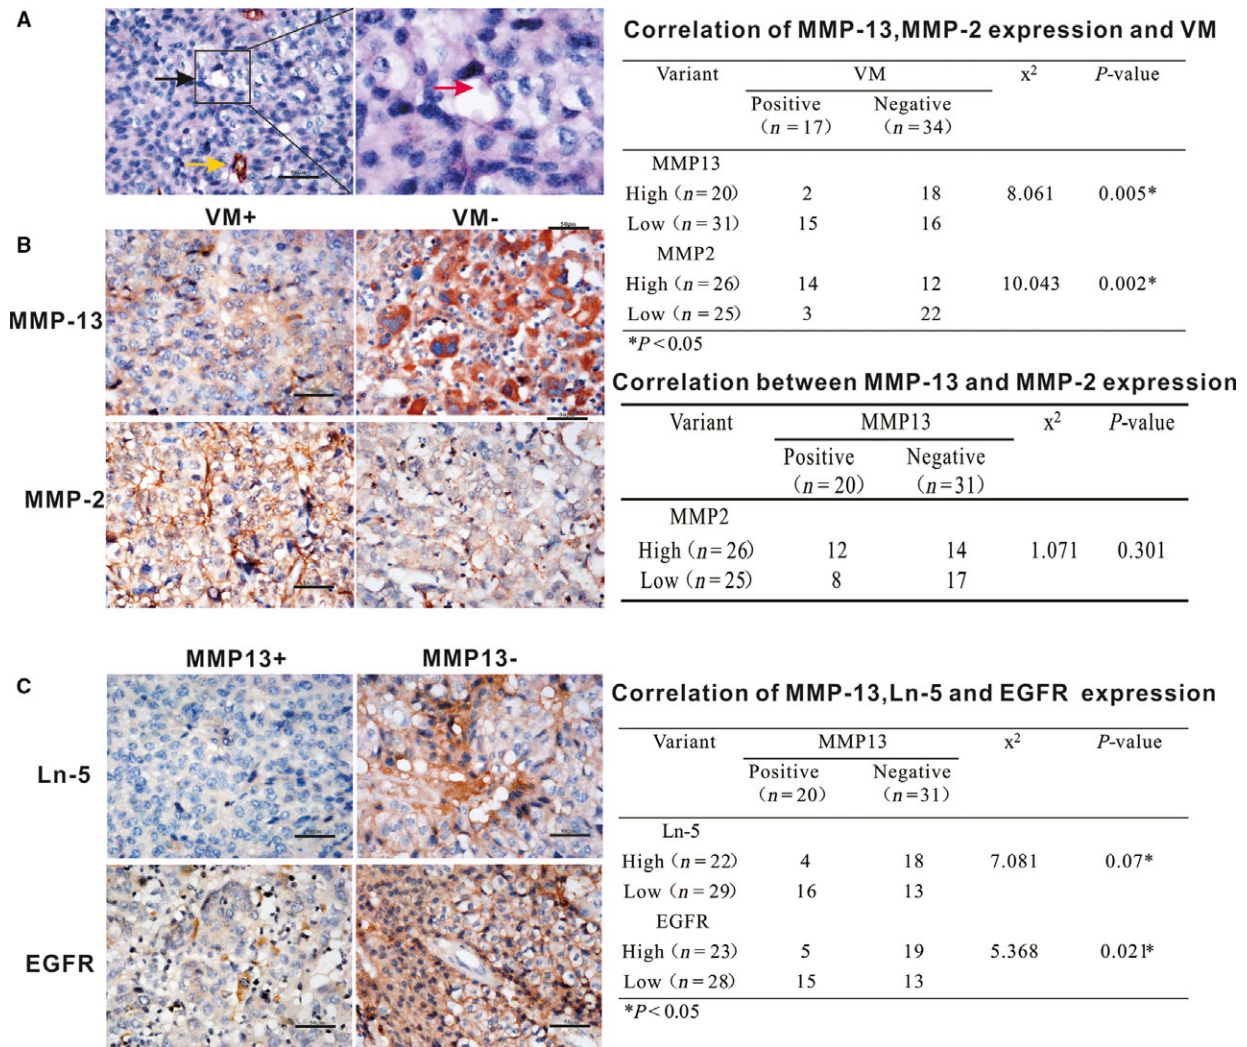 A
Correlation of MMP-13,MMP-2 expression and VM
Variant VM x² P-value
Positive Negative
(n=17) (n=34)
MMP13
High (n=20) 2 18 8.061 0.005*
Low (n=31) 15 16
MMP2
High (n=26) 14 12 10.043 0.002*
Low (n=25) 3 22
*P<0.05
VM+ VM-
B
MMP-13
MMP-2
50μm
Correlation between MMP-13 and MMP-2 expression
Variant MMP13 x² P-value
Positive Negative
(n=20) (n=31)
MMP2
High (n=26) 12 14 1.071 0.301
Low (n=25) 8 17
MMP13+ MMP13-
C
Ln-5
EGFR
Correlation of MMP-13,Ln-5 and EGFR expression
Variant MMP13 x² P-value
Positive Negative
(n=20) (n=31)
Ln-5
High (n=22) 4 18 7.081 0.07*
Low (n=29) 16 13
EGFR
High (n=23) 5 19 5.368 0.021*
Low (n=28) 15 13
*P<0.05